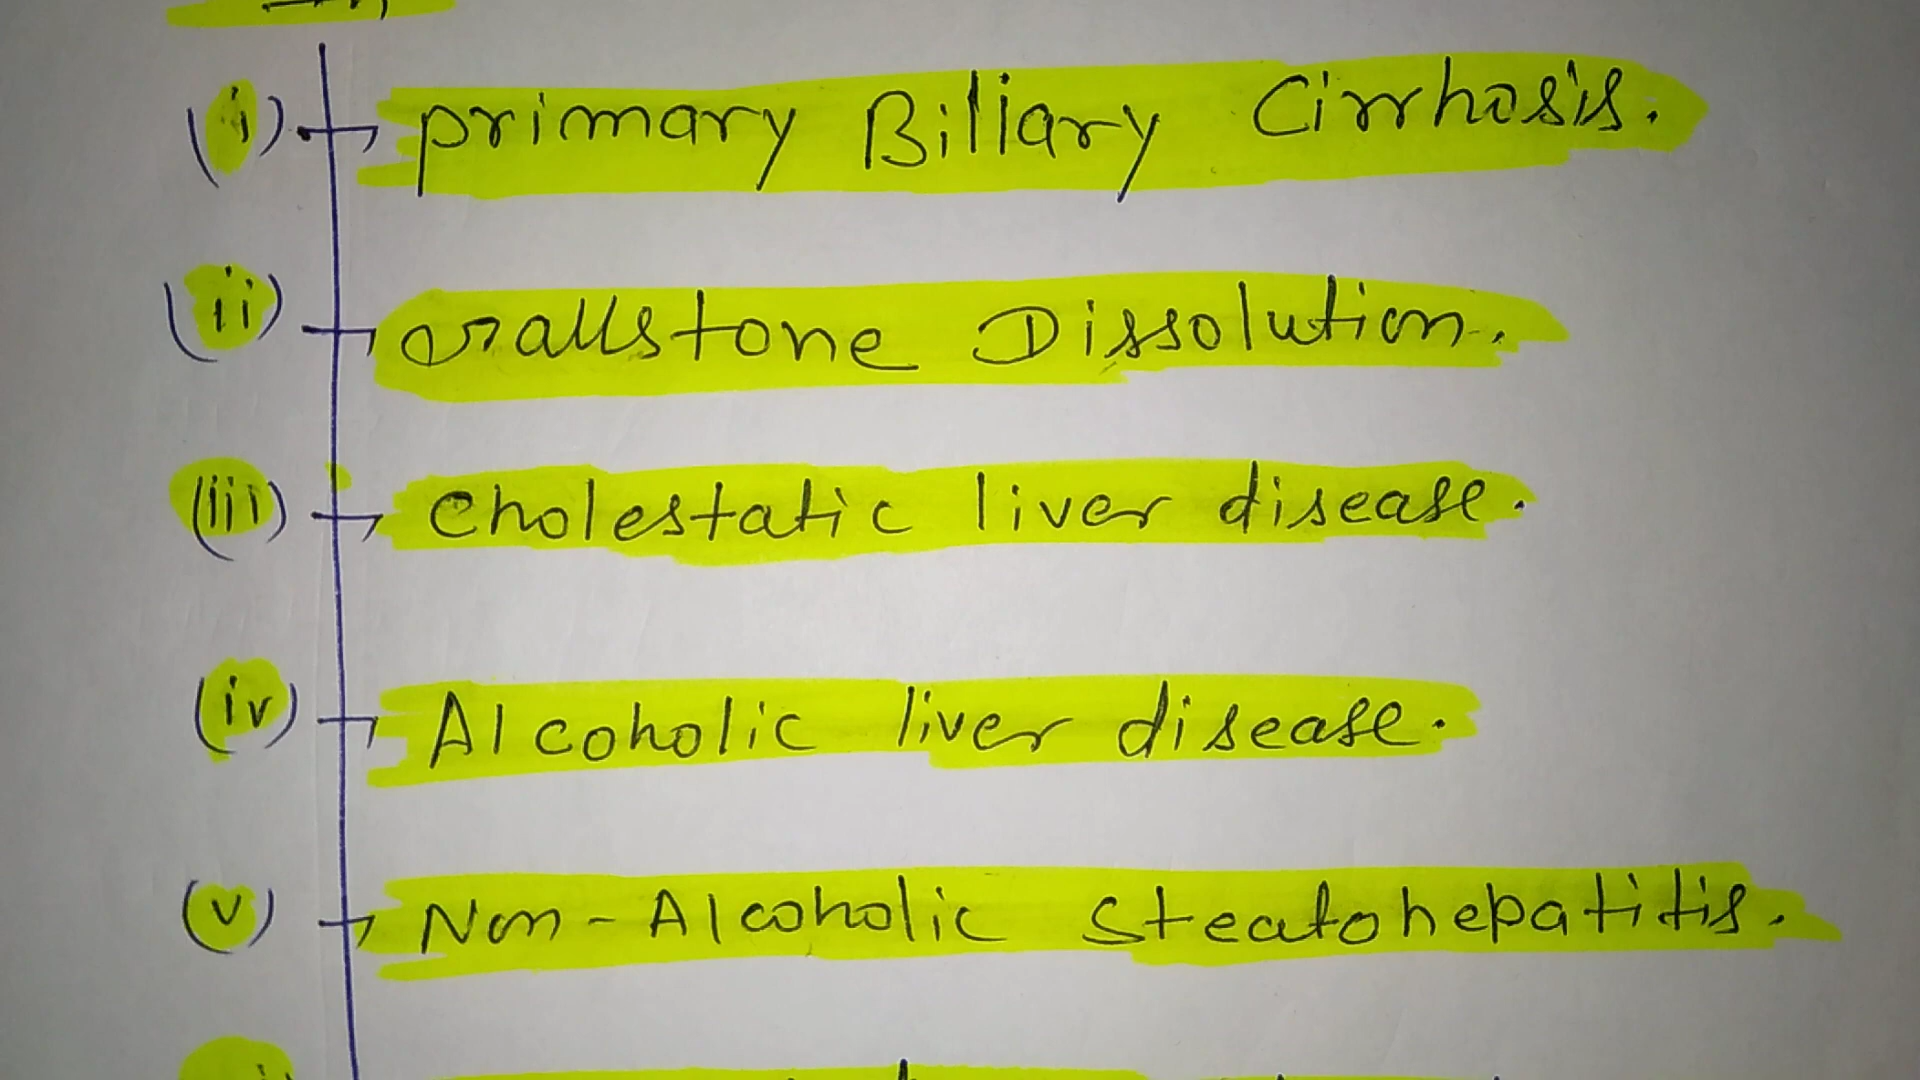 (i) primary Biliary Cirrhosis.
(ii) Gallstone Dissolution.
(iii) Cholestatic liver disease.
(iv) Alcoholic liver disease.
(v) Non-Alcoholic Steatohepatitis.